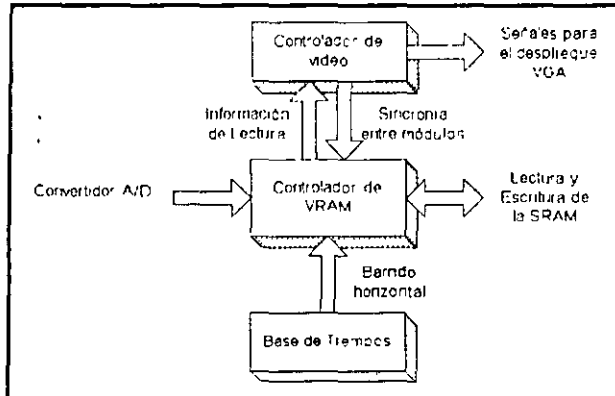 Controlador de
video
Señales para
el despliegue
VGA
Información
de Lectura
Sincronia
entre módulos
Convertidor A/D
Controlador de
VRAM
Lectura y
Escritura de
la SRAM
Barrido
horizontal
Base de Tiempos